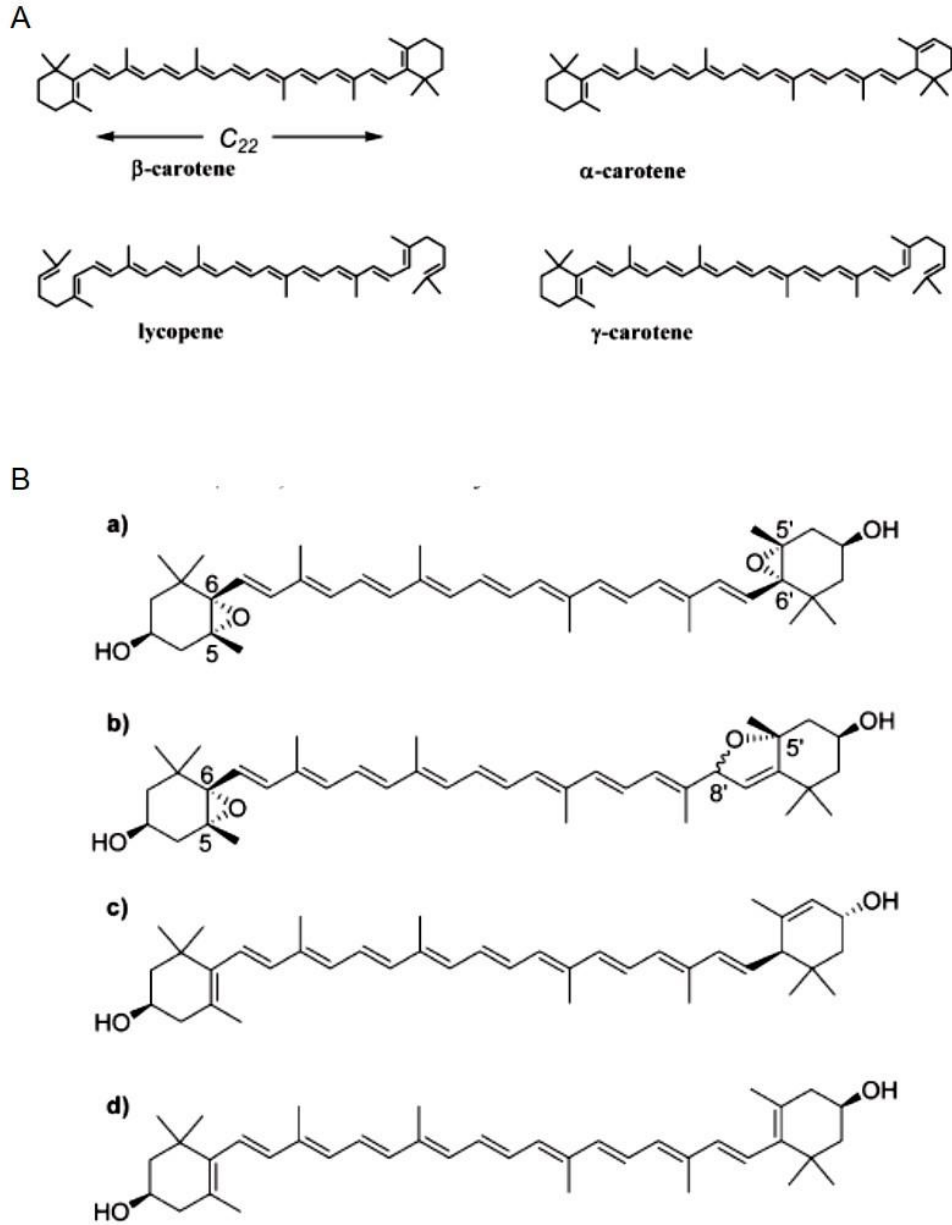 A
C22
β-carotene
α-carotene
lycopene
γ-carotene
B
a)
5'
OH
6
O
O
6'
HO
5
b)
OH
O
5'
6
O
8'
HO
5
c)
OH
HO
d)
OH
HO